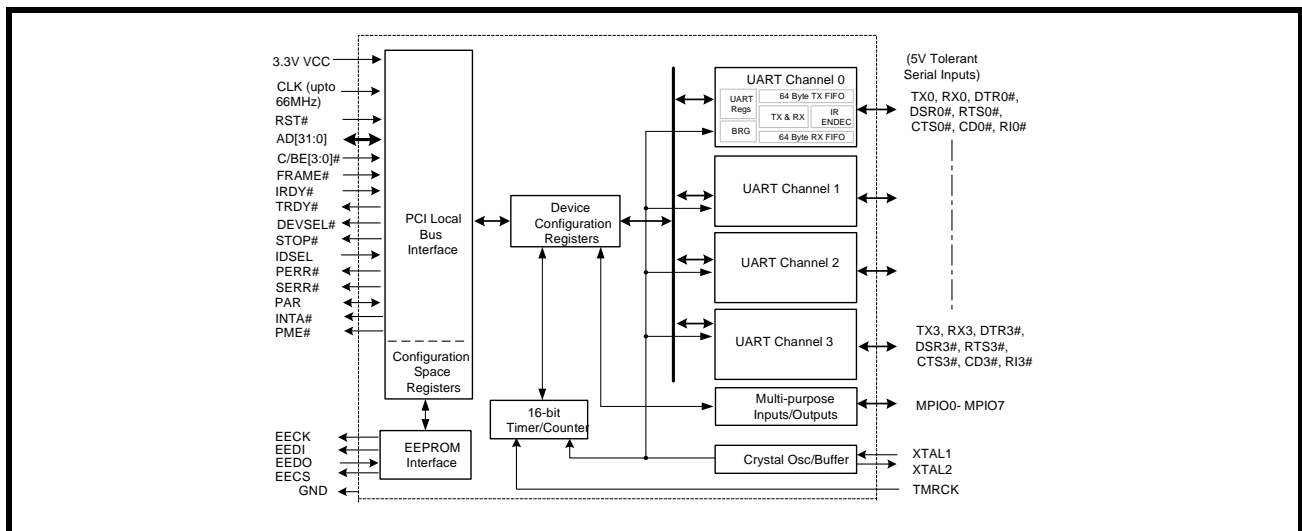 3.3V VCC
CLK (upto
66MHz)
RST#
AD[31:0]
C/BE[3:0]#
FRAME#
IRDY#
TRDY#
DEVSEL#
STOP#
IDSEL
PERR#
SERR#
PAR
INTA#
PME#
EECK
EEDI
EEDO
EECS
GND
PCI Local
Bus
Interface
Configuration
Space
Registers
EEPROM
Interface
Device
Configuration
Registers
16-bit
Timer/Counter
UART Channel 0
UART
Regs
BRG
64 Byte TX FIFO
TX & RX
IR
ENDEC
64 Byte RX FIFO
UART Channel 1
UART Channel 2
UART Channel 3
Multi-purpose
Inputs/Outputs
Crystal Osc/Buffer
(5V Tolerant
Serial Inputs)
TX0, RX0, DTR0#,
DSR0#, RTS0#,
CTS0#, CD0#, RI0#
TX3, RX3, DTR3#,
DSR3#, RTS3#,
CTS3#, CD3#, RI3#
MPIO0- MPIO7
XTAL1
XTAL2
TMRCK